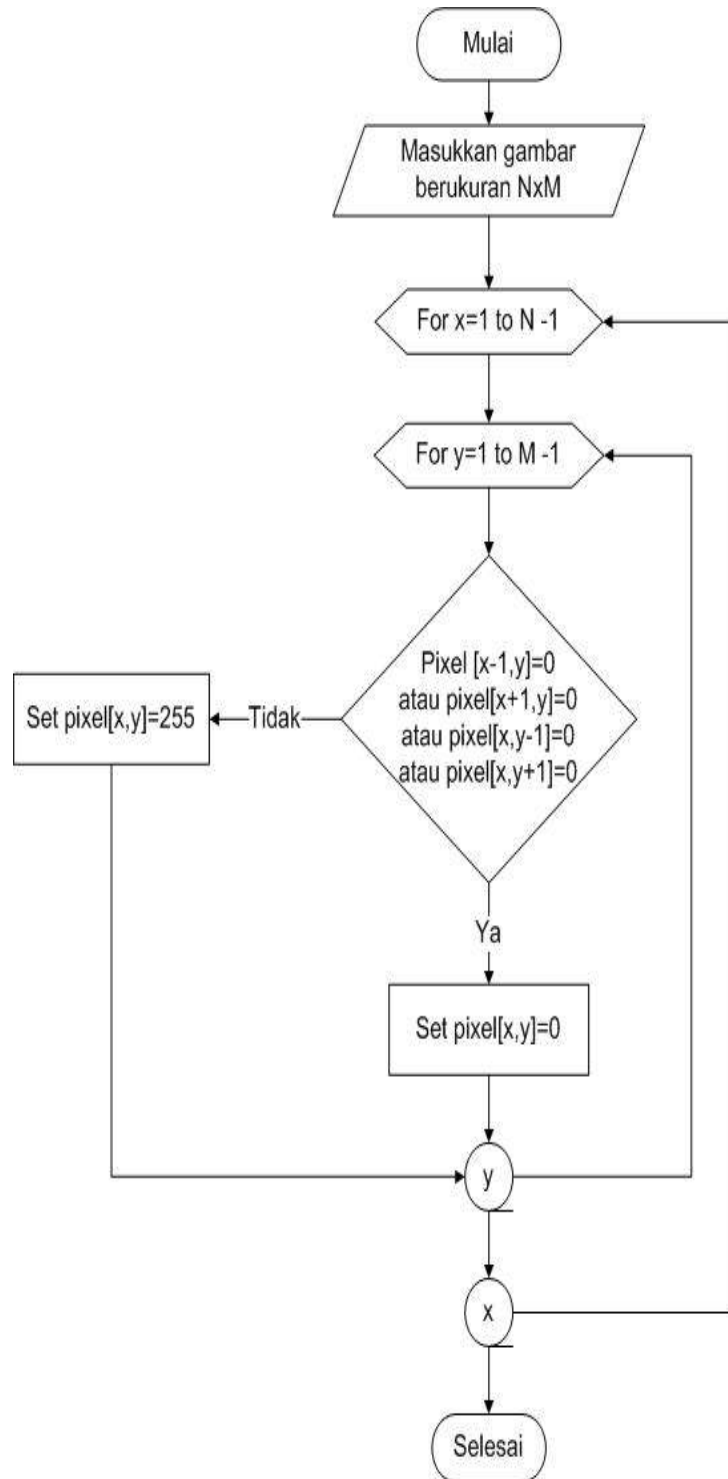 Mulai
Masukkan gambar
berukuran NxM
For x=1 to N -1
For y=1 to M -1
Pixel [x-1,y]=0
atau pixel[x+1,y]=0
atau pixel[x,y-1]=0
atau pixel[x,y+1]=0
Tidak
Set pixel[x,y]=255
Ya
Set pixel[x,y]=0
y
x
Selesai